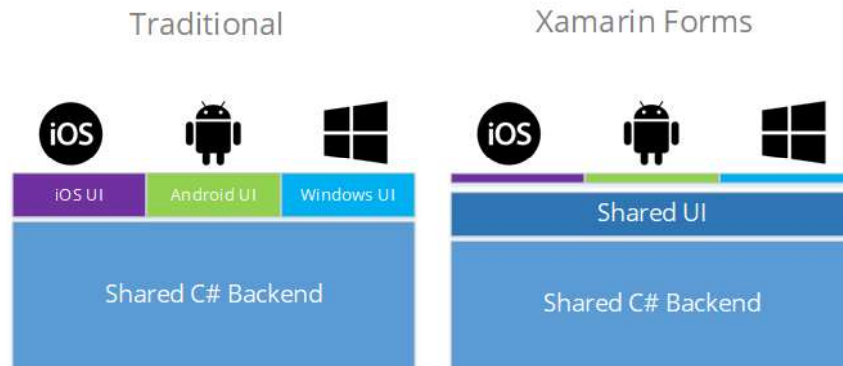 Traditional
Xamarin Forms
iOS
iOS
iOS UI
Android UI
Windows UI
Shared UI
Shared C# Backend
Shared C# Backend